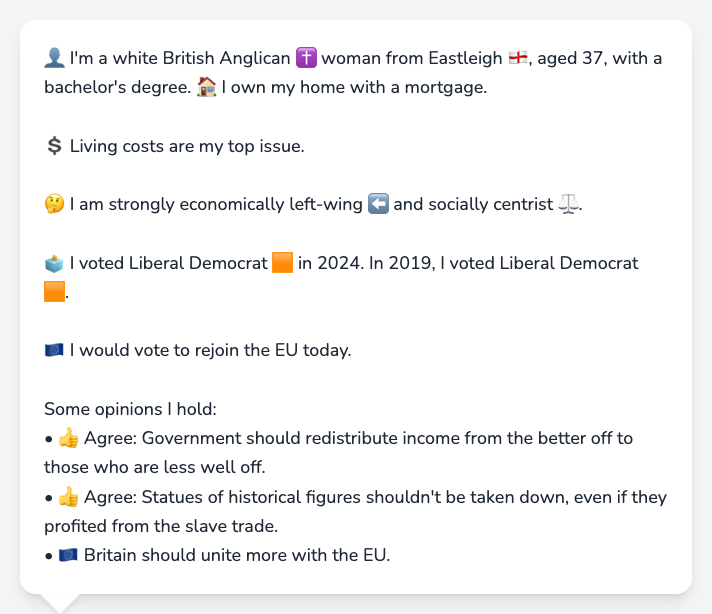 👤 I'm a white British Anglican ✝️ woman from Eastleigh 🏴󠁧󠁢󠁥󠁮󠁧󠁿, aged 37, with a
bachelor's degree. 🏠 I own my home with a mortgage.
💲 Living costs are my top issue.
🤔 I am strongly economically left-wing ⬅️ and socially centrist ⚖️.
🗳️ I voted Liberal Democrat 🟧 in 2024. In 2019, I voted Liberal Democrat
🟧.
🇪🇺 I would vote to rejoin the EU today.
Some opinions I hold:
• 👍 Agree: Government should redistribute income from the better off to
those who are less well off.
• 👍 Agree: Statues of historical figures shouldn't be taken down, even if they
profited from the slave trade.
• 🇪🇺 Britain should unite more with the EU.